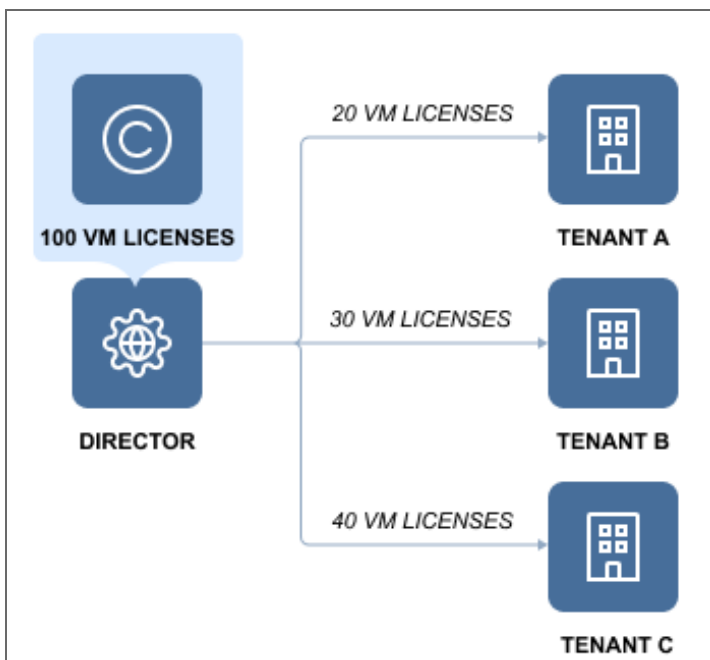 20 VM LICENSES
100 VM LICENSES
TENANT A
30 VM LICENSES
DIRECTOR
TENANT B
40 VM LICENSES
TENANT C